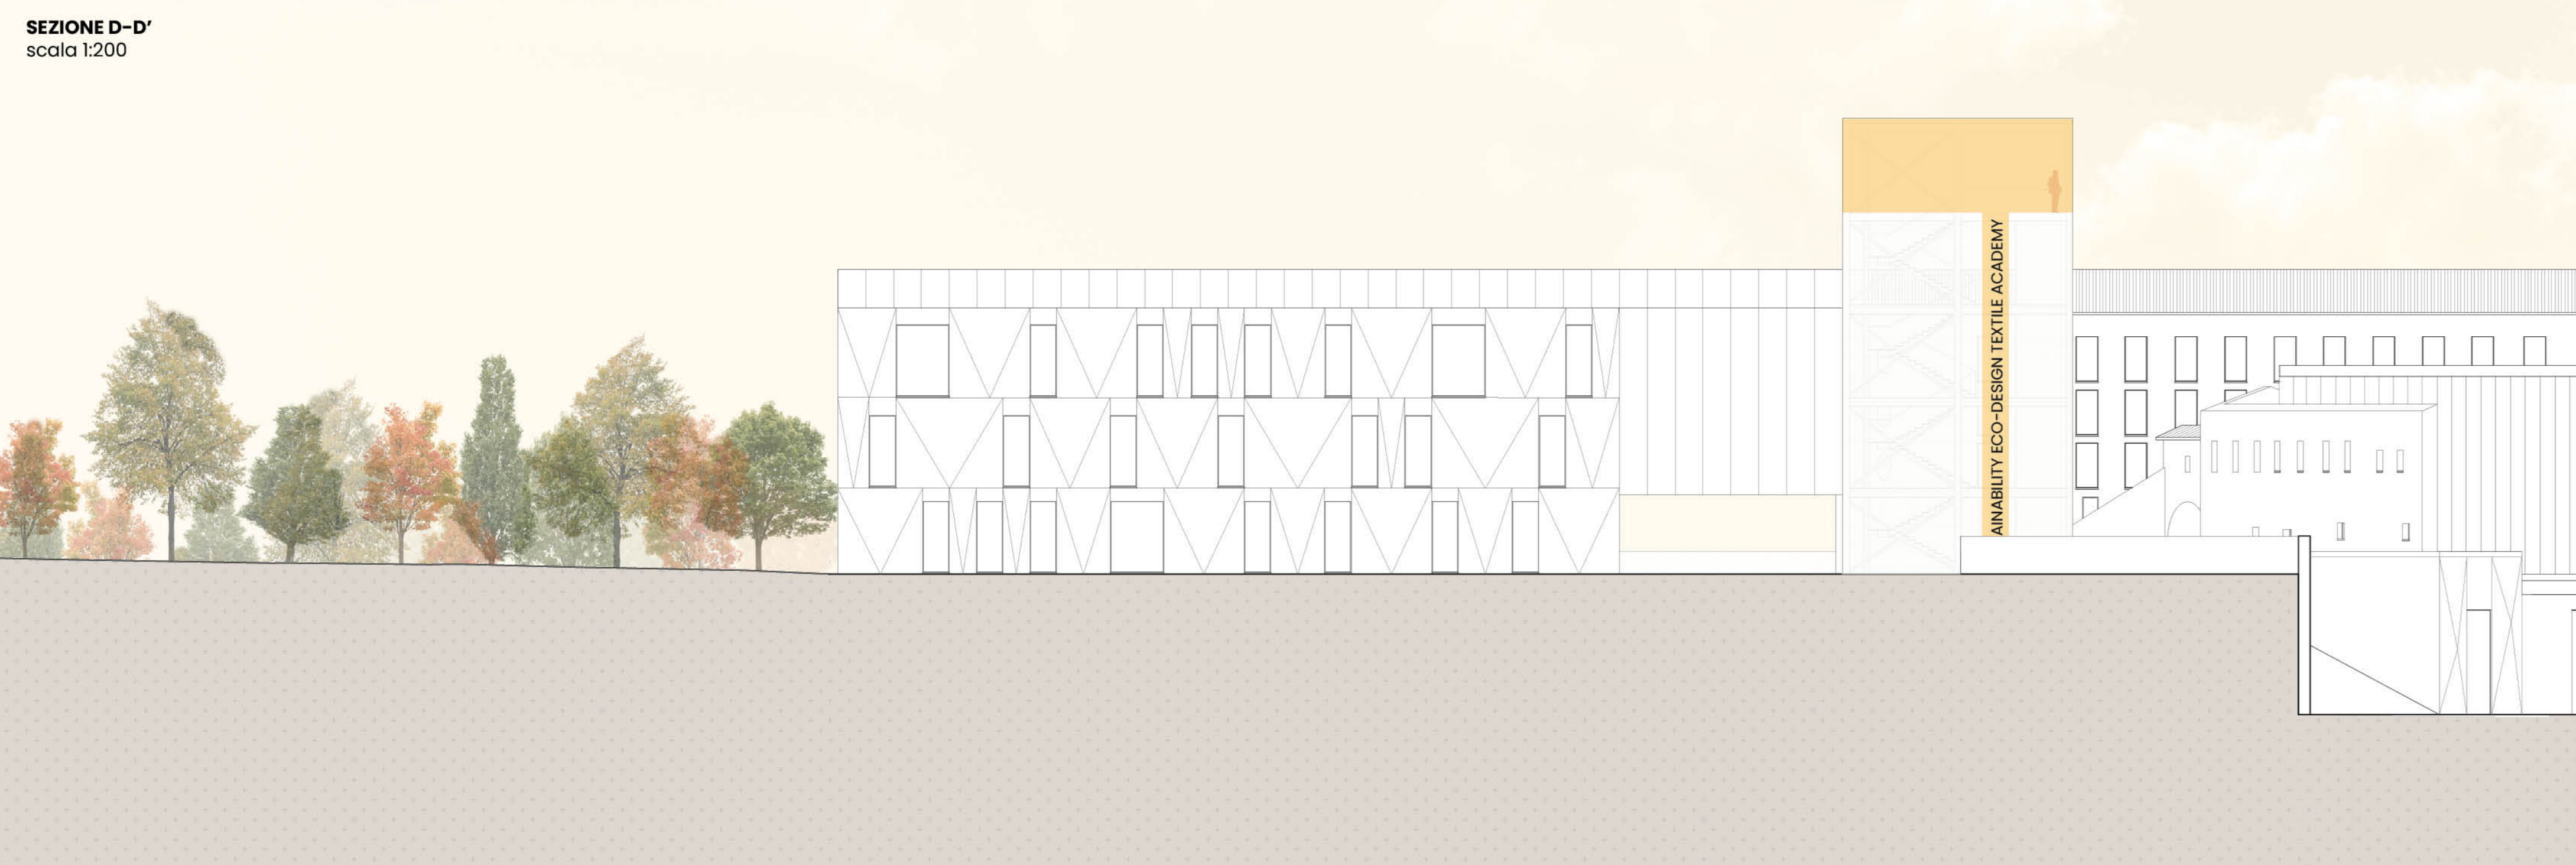 SEZIONE D-D’
scala 1:200
AINABILITY ECO-DESIGN TEXTILE ACADEMY